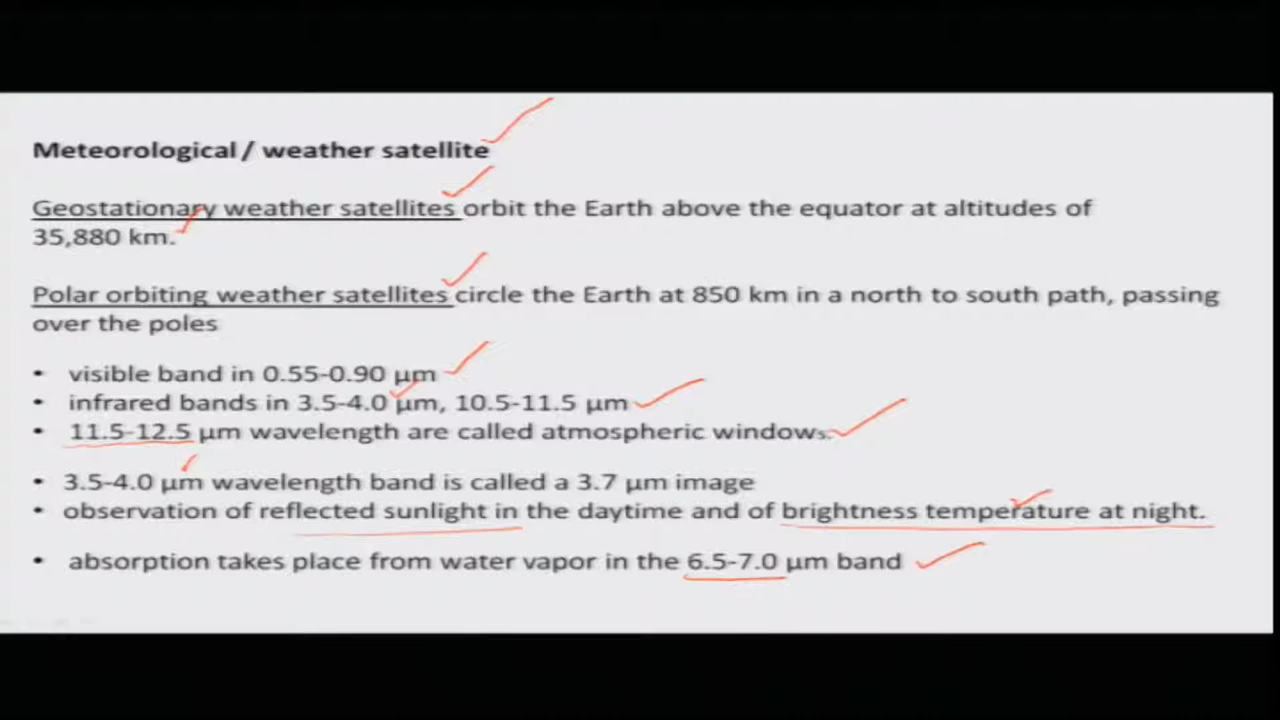 Meteorological / weather satellite
Geostationary weather satellites orbit the Earth above the equator at altitudes of
35,880 km.
Polar orbiting weather satellites circle the Earth at 850 km in a north to south path, passing
over the poles
• visible band in 0.55-0.90 µm
• infrared bands in 3.5-4.0 µm, 10.5-11.5 µm
• 11.5-12.5 µm wavelength are called atmospheric windows.
• 3.5-4.0 µm wavelength band is called a 3.7 µm image
• observation of reflected sunlight in the daytime and of brightness temperature at night.
• absorption takes place from water vapor in the 6.5-7.0 µm band